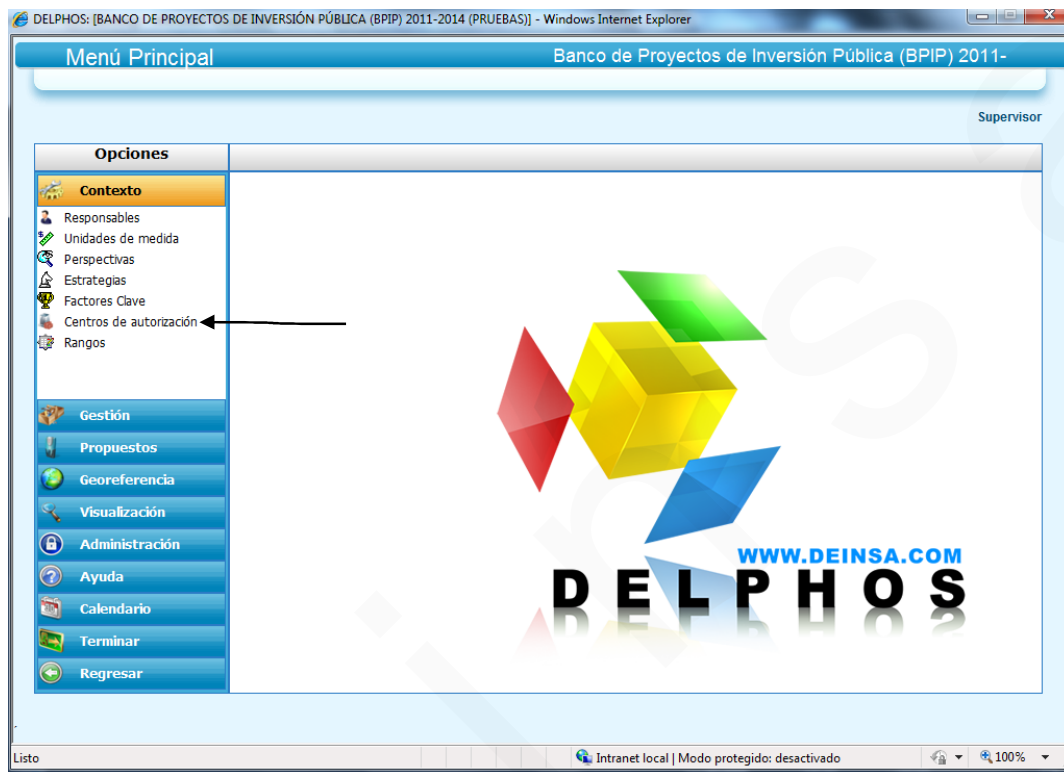 DELPHOS: [BANCO DE PROYECTOS DE INVERSIÓN PÚBLICA (BPIP) 2011-2014 (PRUEBAS)] - Windows Internet Explorer
Menú Principal
Banco de Proyectos de Inversión Pública (BPIP) 2011-
Supervisor
Opciones
Contexto
Responsables
Unidades de medida
Perspectivas
Estrategias
Factores Clave
Centros de autorización
Rangos
Gestión
Propuestos
Georeferencia
Visualización
Administración
Ayuda
Calendario
Terminar
Regresar
WWW.DEINSA.COM
DELPHOS
Listo
Intranet local | Modo protegido: desactivado
100%